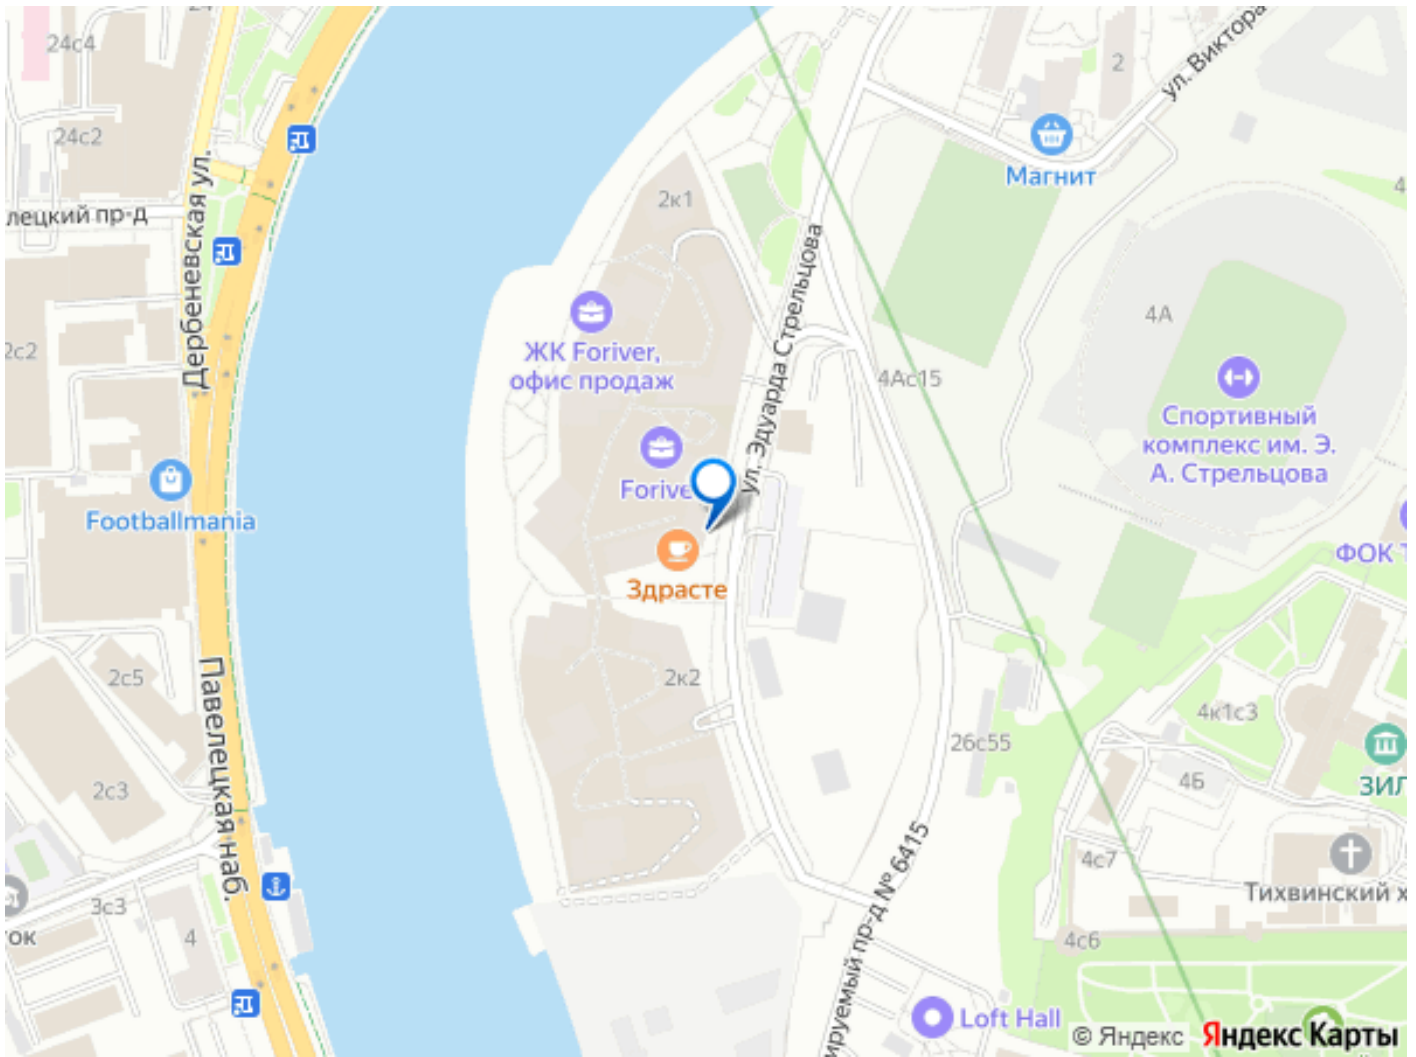 24с4
2
ул. Виктора
24с2
Магнит
Дербеневская ул.
2к1
лецкий пр-д
4
4А
ул. Эдуарда Стрельцова
2с2
ЖК Foriver,
офис продаж
4Ас15
Спортивный
комплекс им. Э.
А. Стрельцова
Footballmania
ФОК
Здрасте
Павелецкая наб.
2с5
2к2
4к1с3
26с55
4Б
ЗИЛ
2с3
4с7
Тихвинский х
3с3
ок
4
4с6
ируемый пр-д № 6415
Loft Hall
© Яндекс Яндекс Карты